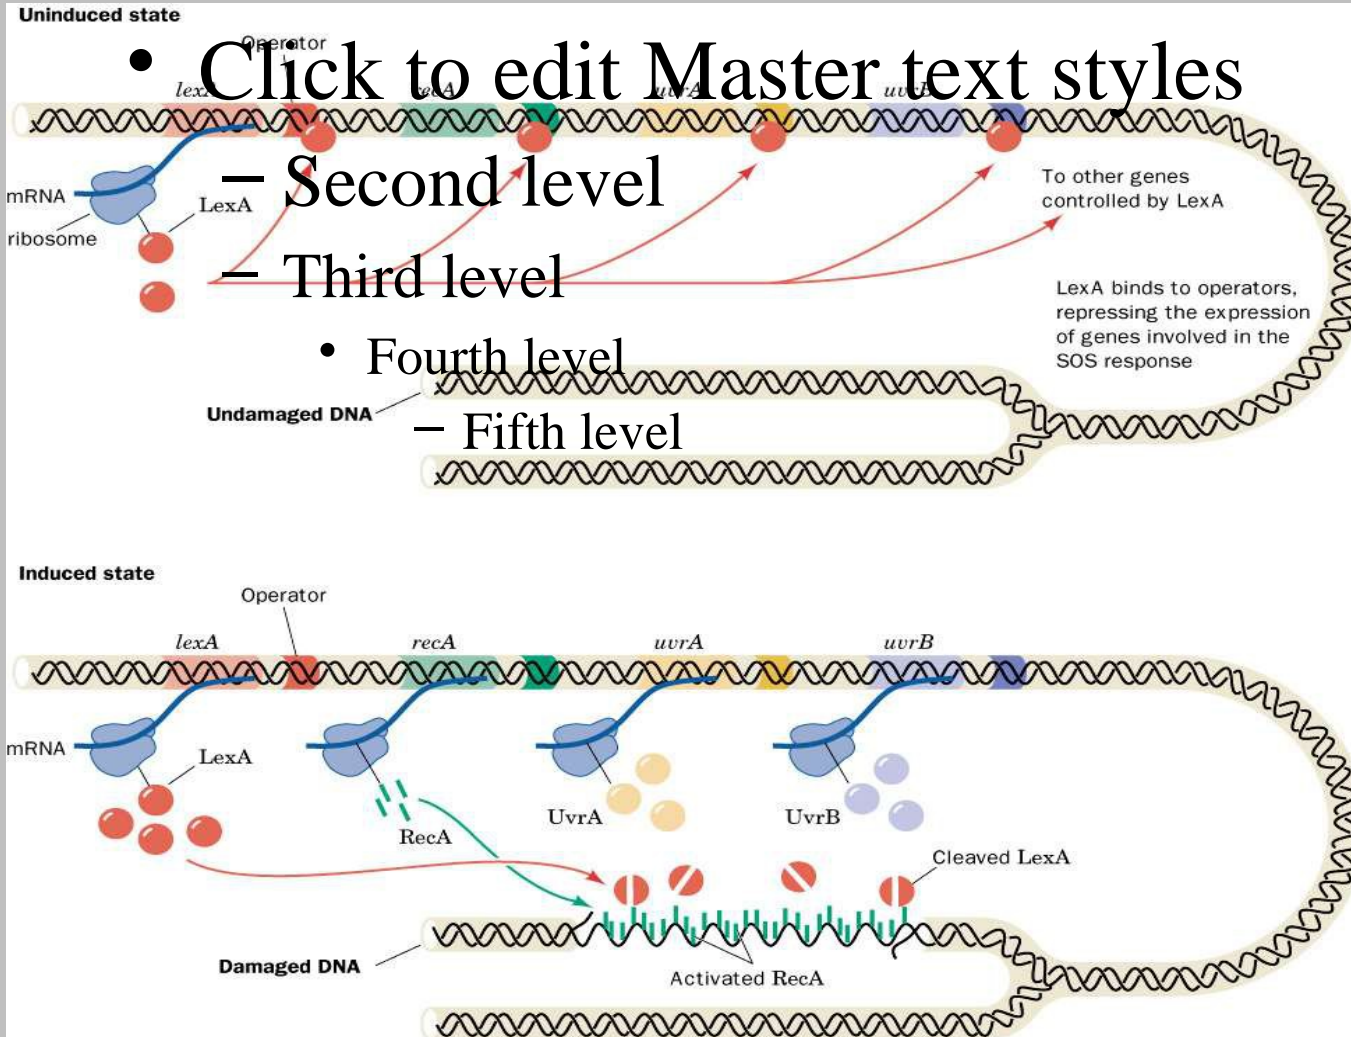 Uninduced state
Operator
• Click to edit Master text styles
lexA recA uvrA uvrB
– Second level
mRNA
LexA
ribosome
To other genes
controlled by LexA
– Third level
LexA binds to operators,
repressing the expression
of genes involved in the
SOS response
• Fourth level
Undamaged DNA
– Fifth level
Induced state
Operator
lexA recA uvrA uvrB
mRNA
LexA
RecA
UvrA
UvrB
Cleaved LexA
Damaged DNA
Activated RecA